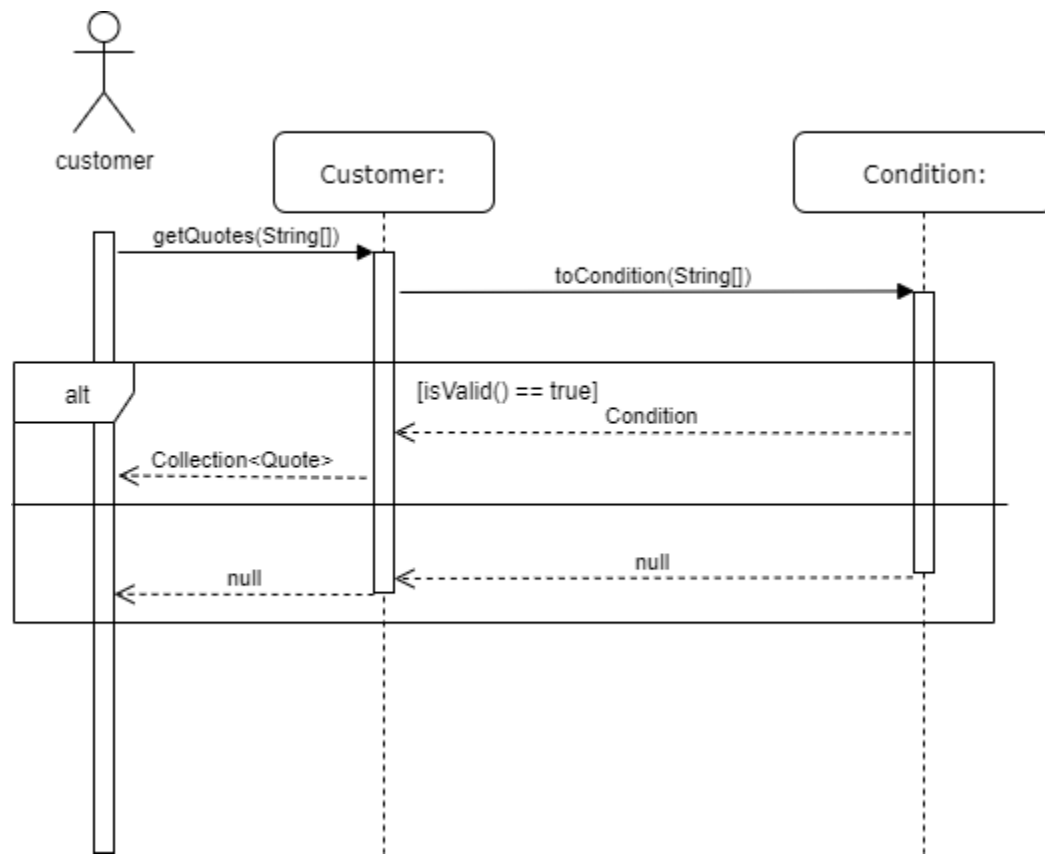 customer
Customer:
Condition:
getQuotes(String[])
toCondition(String[])
alt
[isValid() == true]
Condition
Collection<Quote>
null
null